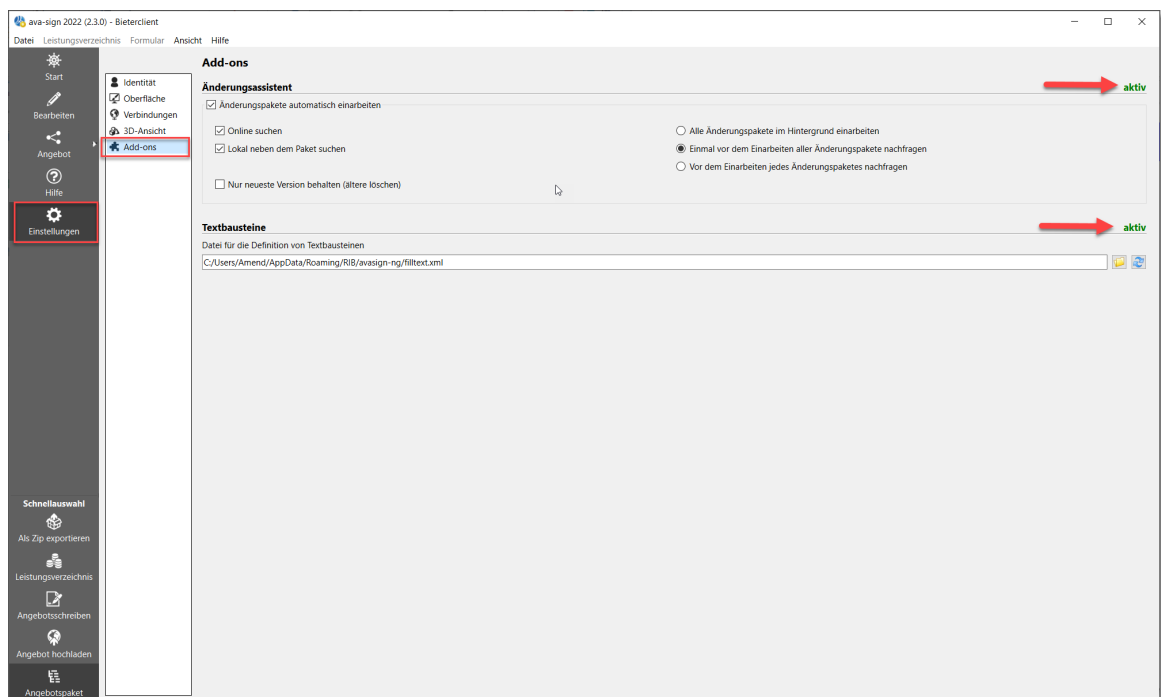 ava-sign 2022 (2.3.0) - Bieterclient
Datei Leistungsverzeichnis Formular Ansicht Hilfe
Start
Bearbeiten
Angebot
Hilfe
Einstellungen
Schnellauswahl
Als Zip exportieren
Leistungsverzeichnis
Angebotsschreiben
Angebot hochladen
Angebotspaket
Identität
Oberfläche
Verbindungen
3D-Ansicht
Add-ons
Add-ons
Änderungsassistent aktiv
Änderungspakete automatisch einarbeiten
Online suchen
Lokal neben dem Paket suchen
Nur neueste Version behalten (ältere löschen)
Alle Änderungspakete im Hintergrund einarbeiten
Einmal vor dem Einarbeiten aller Änderungspakete nachfragen
Vor dem Einarbeiten jedes Änderungspaketes nachfragen
Textbausteine aktiv
Datei für die Definition von Textbausteinen
C:/Users/Amend/AppData/Roaming/RIB/avasign-ng/filltext.xml